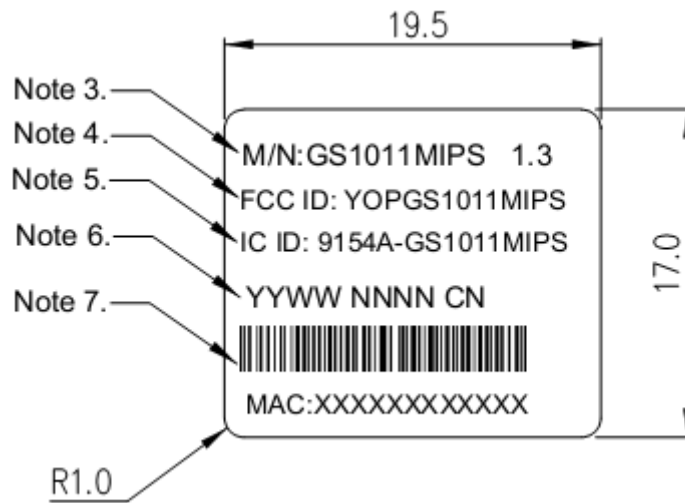 19.5
Note 3.
M/N:GS1011MIPS 1.3
Note 4.
FCC ID: YOPGS1011MIPS
Note 5.
IC ID: 9154A-GS1011MIPS
Note 6.
YYWW NNNN CN
Note 7.
MAC:XXXXXXXXXXXX
17.0
R1.0